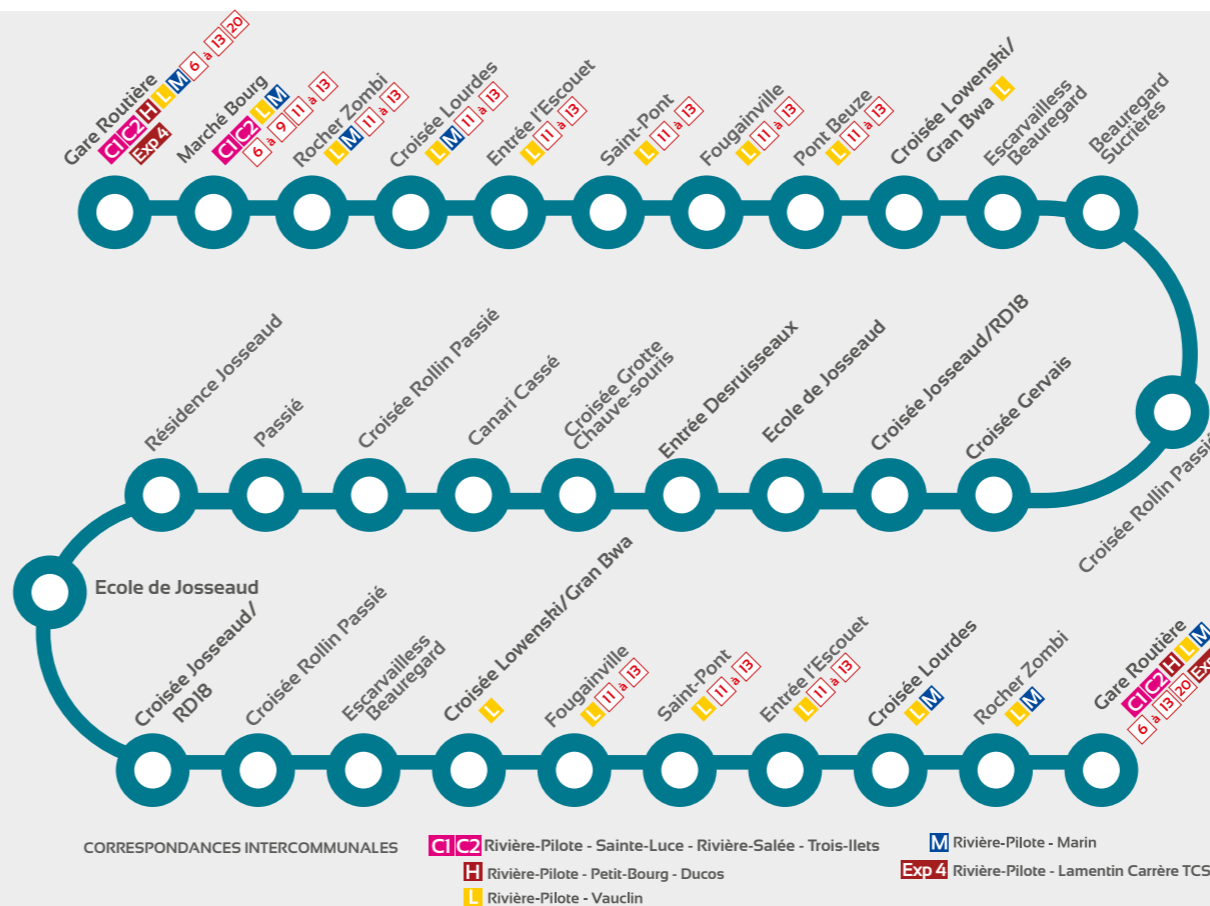 Gare Routière
C1 C2 H L M 6 à 13 20
Exp 4
Marché Bourg
C1 C2 L M
6 à 9 11 à 13
Rocher Zombi
L M 11 à 13
Croisée Lourdes
L M 11 à 13
Entrée l'Escouet
L 11 à 13
Saint-Pont
L 11 à 13
Fougainville
L 11 à 13
Pont Beuze
L 11 à 13
Croisée Lowenski/
Gran Bwa L
Escarvailless
Beauregard
Beauregard
Sucrières
Croisée Rollin Passié
Croisée Gervais
Croisée Josseaud/RD18
Ecole de Josseaud
Entrée Desruisseaux
Croisée Grotte
Chauve-souris
Canari Cassé
Croisée Rollin Passié
Passié
Résidence Josseaud
Ecole de Josseaud
Croisée Josseaud/
RD18
Croisée Rollin Passié
Escarvailless
Beauregard
Croisée Lowenski/Gran Bwa
L
Fougainville
L 11 à 13
Saint-Pont
L 11 à 13
Entrée l'Escouet
L 11 à 13
Croisée Lourdes
L M
Rocher Zombi
L M
Gare Routière
C1 C2 H L M
6 à 13 20 Exp
CORRESPONDANCES INTERCOMMUNALES
C1 C2 Rivière-Pilote - Sainte-Luce - Rivière-Salée - Trois-Ilets
H Rivière-Pilote - Petit-Bourg - Ducos
L Rivière-Pilote - Vauclin
M Rivière-Pilote - Marin
Exp 4 Rivière-Pilote - Lamentin Carrère TCSP